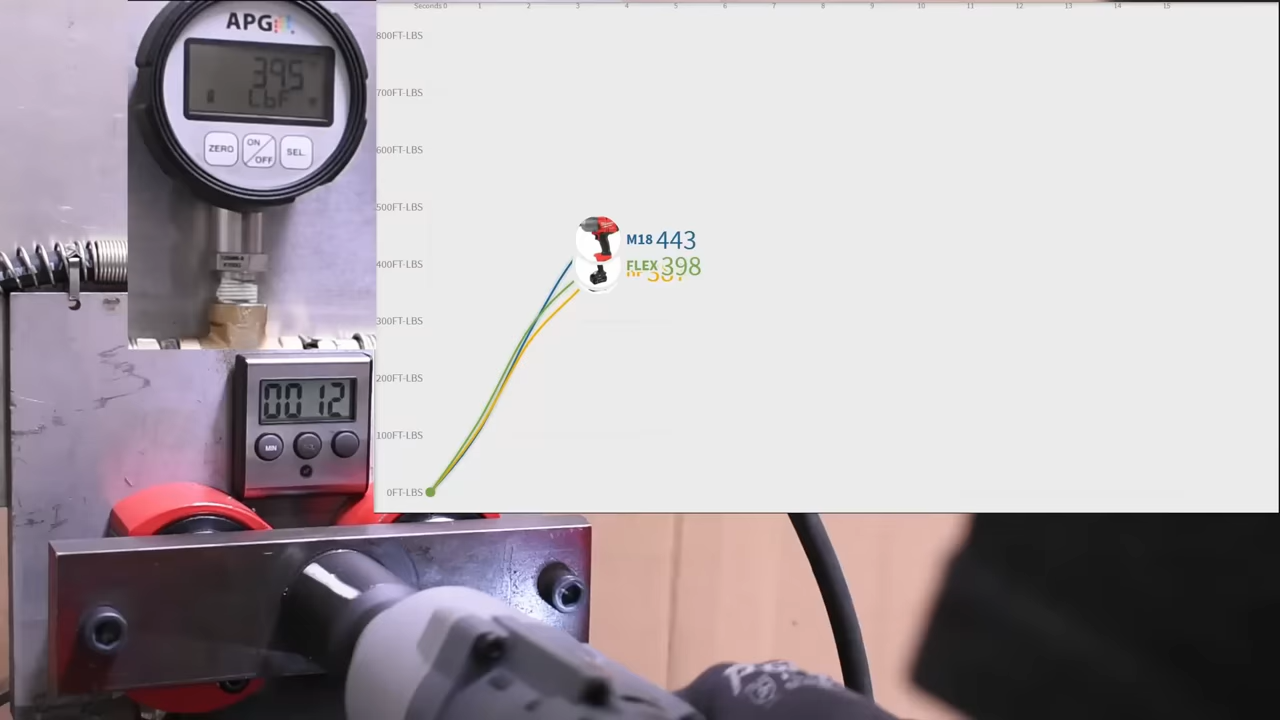 APG
395
LbF
ZERO
ON
OFF
SEL
Seconds 0 1 2 3 4 5 6 7 8 9 10 11 12 13 14 15
800FT-LBS
700FT-LBS
600FT-LBS
500FT-LBS
400FT-LBS
300FT-LBS
200FT-LBS
100FT-LBS
0FT-LBS
M18 443
FLEX 398
00 12
MIN